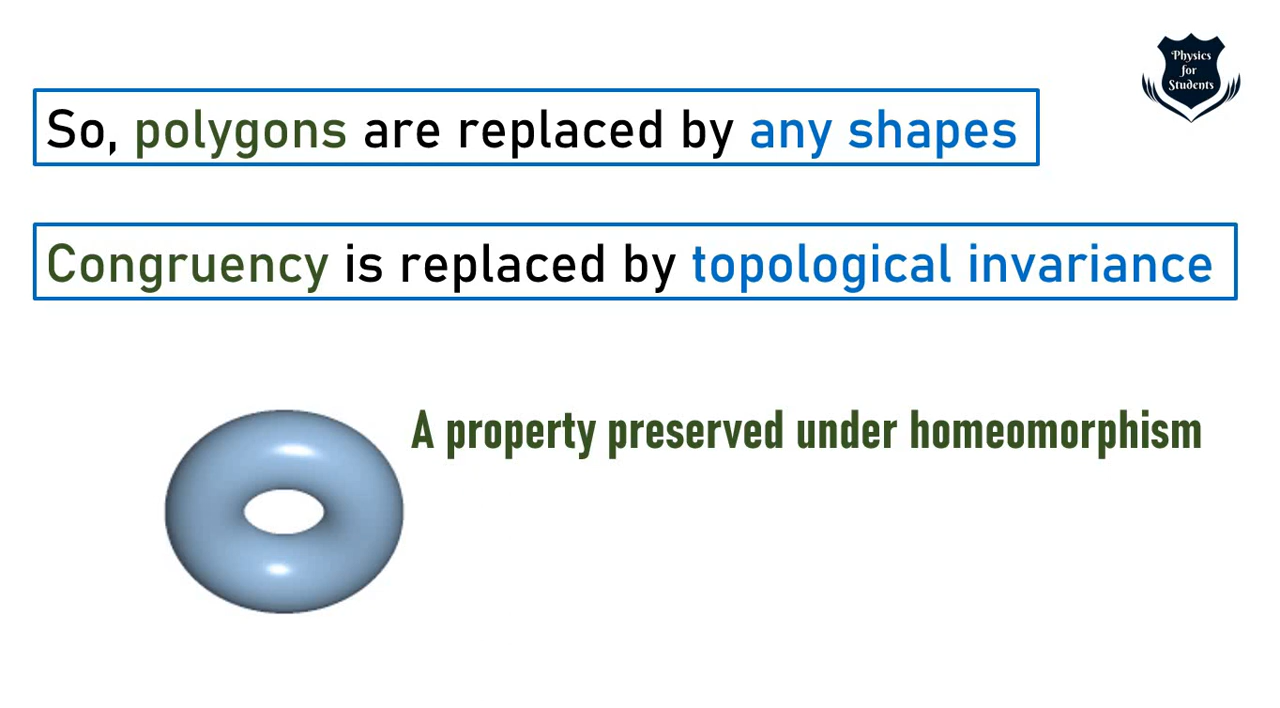 Physics
for
Students
So, polygons are replaced by any shapes
Congruency is replaced by topological invariance
A property preserved under homeomorphism